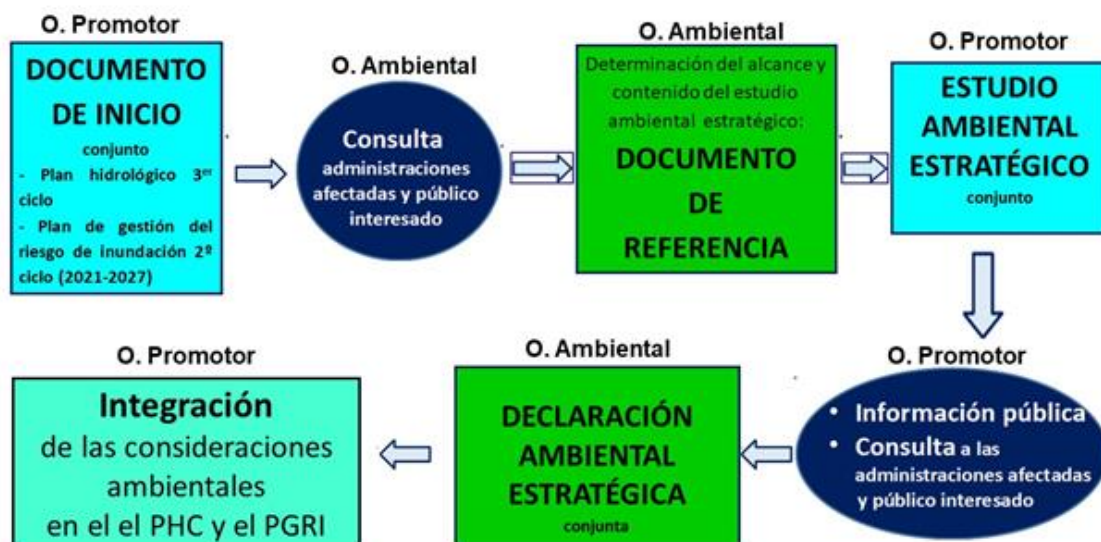 O. Promotor
DOCUMENTO
DE INICIO
conjunto
- Plan hidrológico 3er
ciclo
- Plan de gestión del
riesgo de inundación 2º
ciclo (2021-2027)
O. Ambiental
Consulta
administraciones
afectadas y público
interesado
O. Ambiental
Determinación del alcance y
contenido del estudio
ambiental estratégico:
DOCUMENTO
DE
REFERENCIA
O. Promotor
ESTUDIO
AMBIENTAL
ESTRATÉGICO
conjunto
O. Promotor
• Información pública
• Consulta a las
administraciones afectadas
y público interesado
O. Ambiental
DECLARACIÓN
AMBIENTAL
ESTRATÉGICA
conjunta
O. Promotor
Integración
de las consideraciones
ambientales
en el el PHC y el PGRI